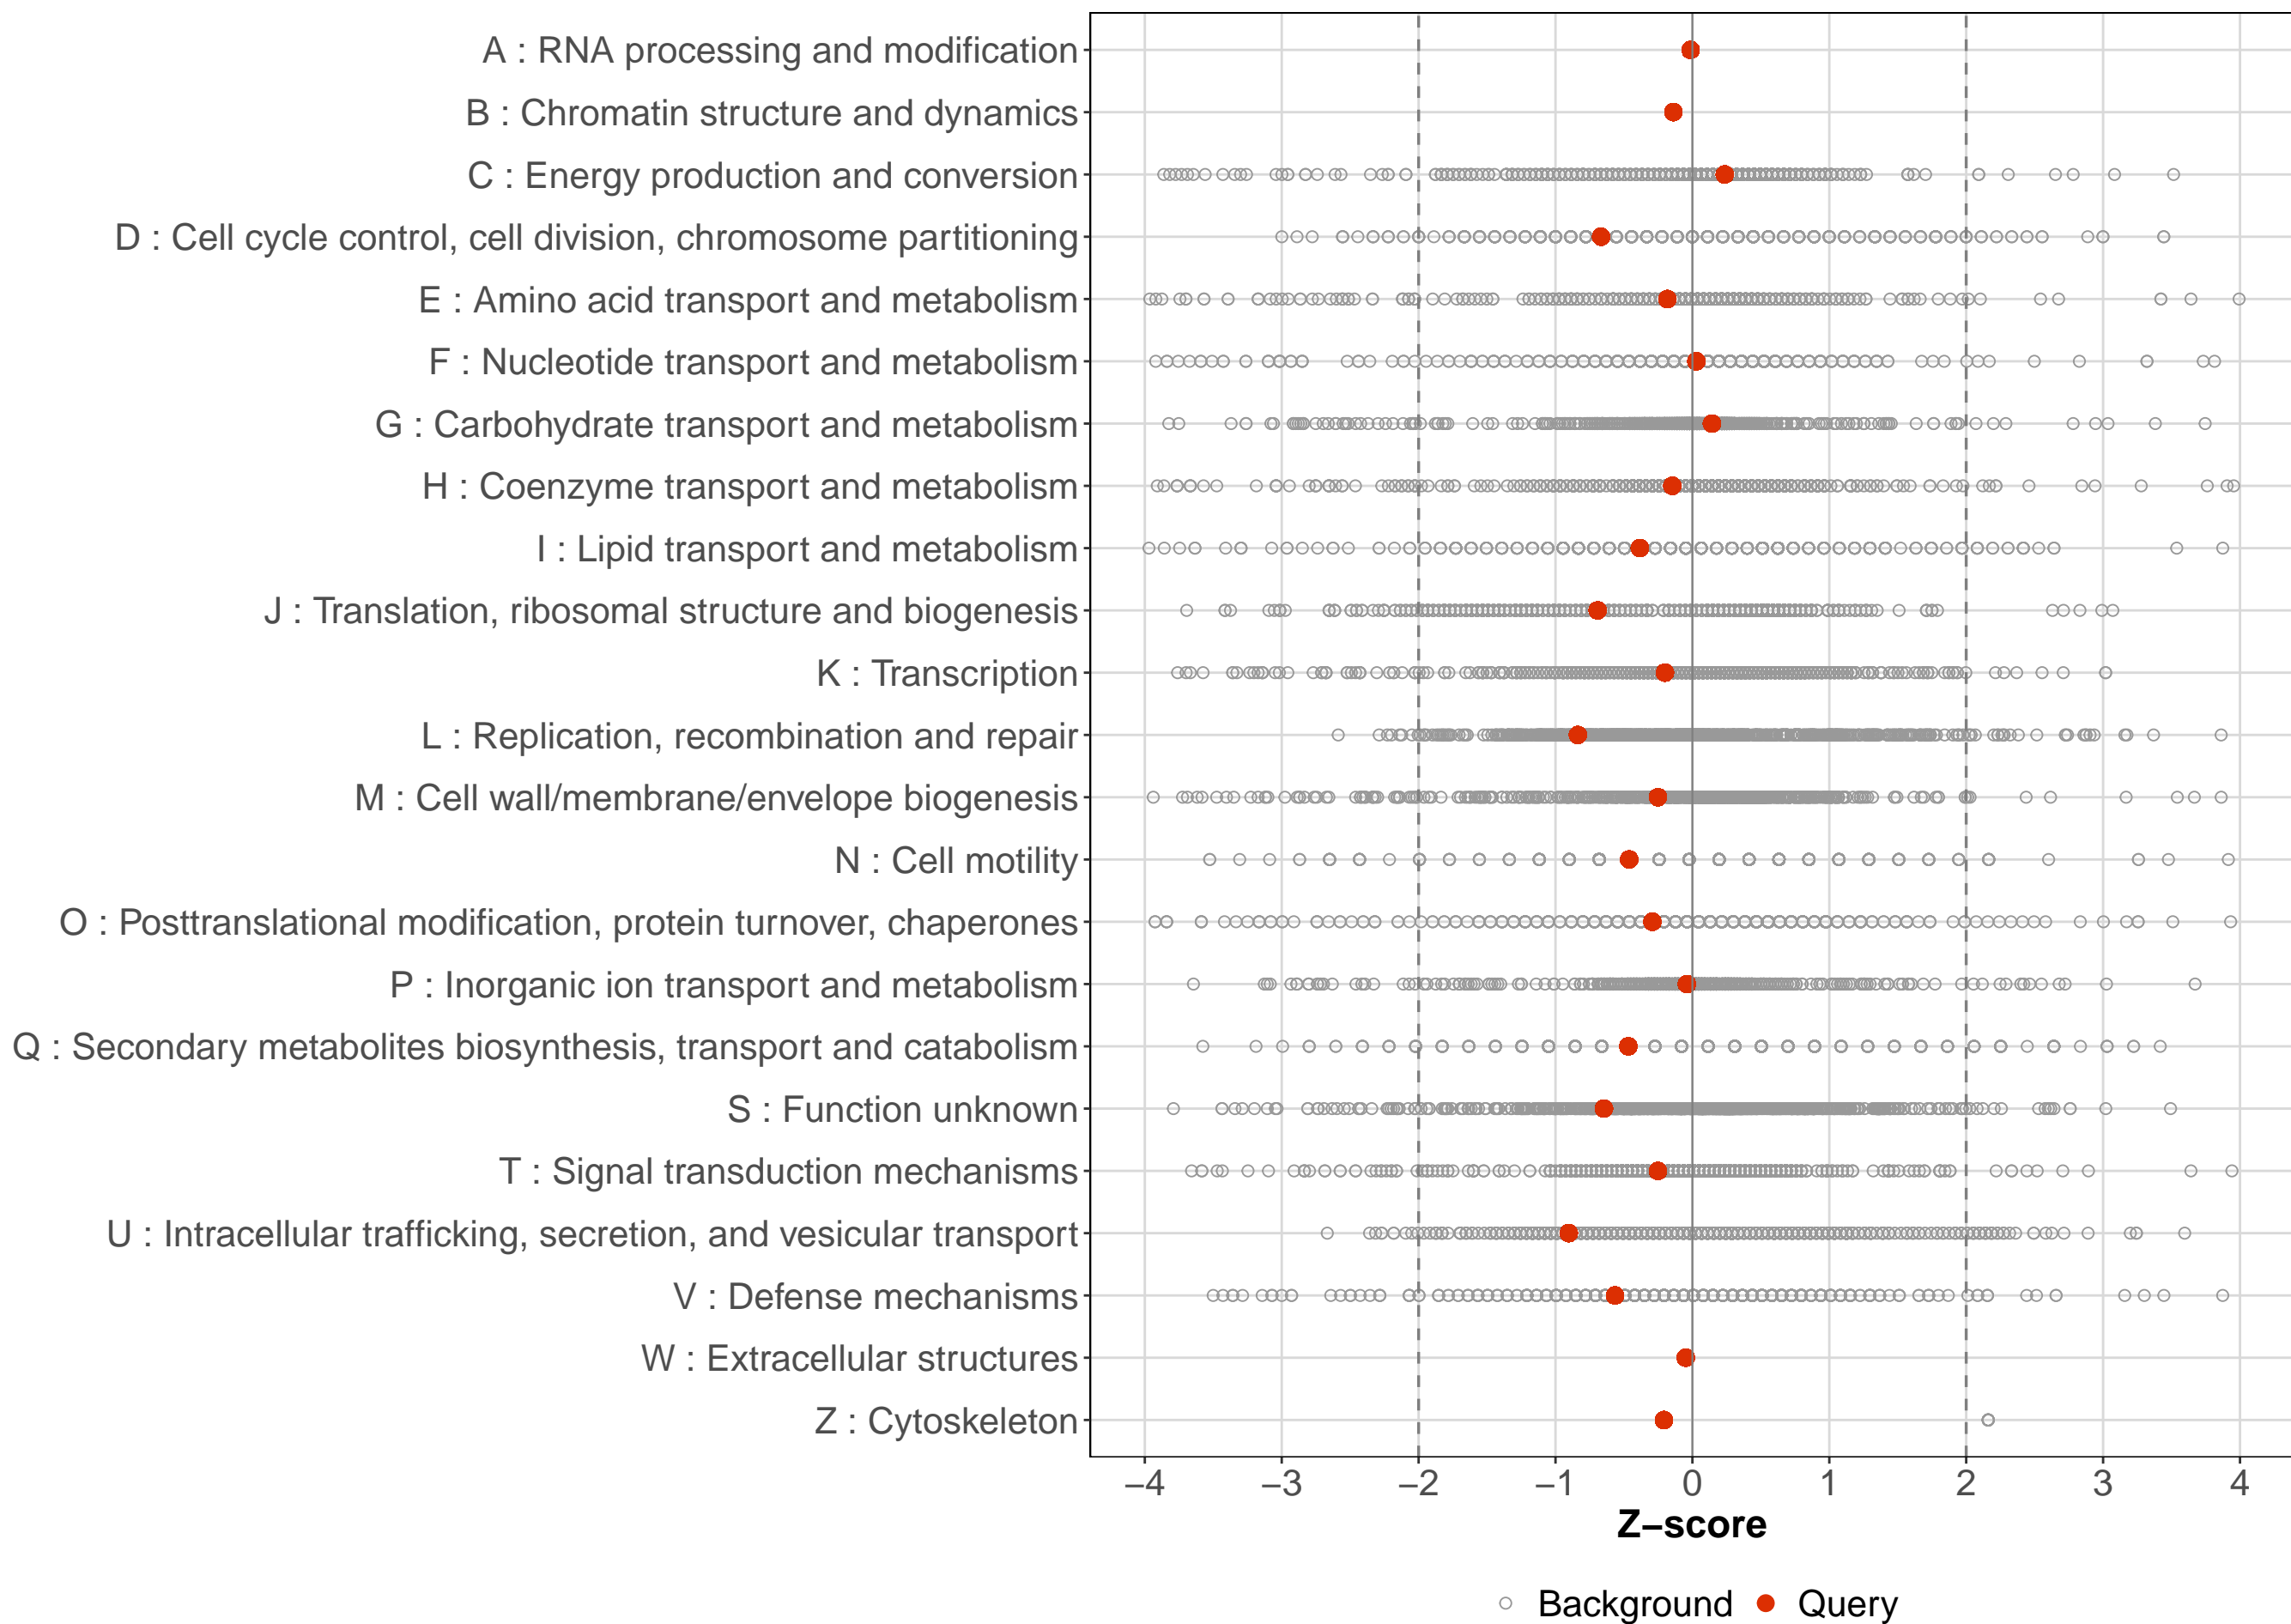 A : RNA processing and modification
B : Chromatin structure and dynamics
C : Energy production and conversion
D : Cell cycle control, cell division, chromosome partitioning
E : Amino acid transport and metabolism
F : Nucleotide transport and metabolism
G : Carbohydrate transport and metabolism
H : Coenzyme transport and metabolism
I : Lipid transport and metabolism
J : Translation, ribosomal structure and biogenesis
K : Transcription
L : Replication, recombination and repair
M : Cell wall/membrane/envelope biogenesis
N : Cell motility
O : Posttranslational modification, protein turnover, chaperones
P : Inorganic ion transport and metabolism
Q : Secondary metabolites biosynthesis, transport and catabolism
S : Function unknown
T : Signal transduction mechanisms
U : Intracellular trafficking, secretion, and vesicular transport
V : Defense mechanisms
W : Extracellular structures
Z : Cytoskeleton
−4 −3 −2 −1 0 1 2 3 4
Z−score
Background Query